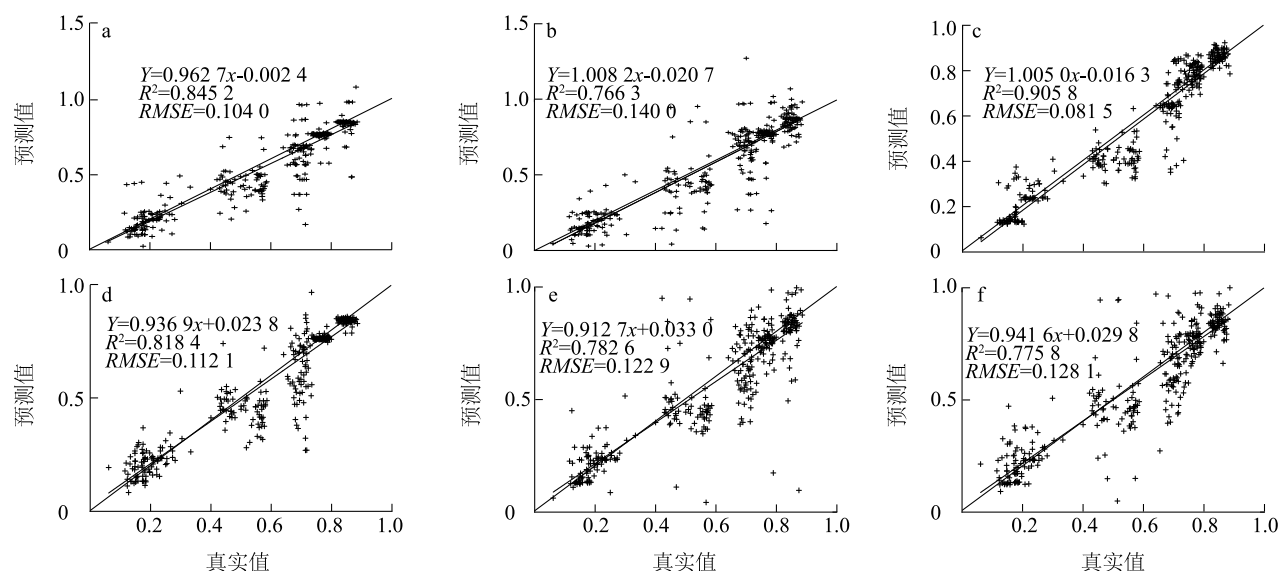 1.5
a
Y=0.962 7x-0.002 4
R²=0.845 2
RMSE=0.104 0
1.0
0.5
0
预测值
1.5
b
Y=1.008 2x-0.020 7
R²=0.766 3
RMSE=0.140 0
1.0
0.5
0
预测值
1.0
c
Y=1.005 0x-0.016 3
R²=0.905 8
RMSE=0.081 5
0.8
0.6
0.4
0.2
0
预测值
1.0
d
Y=0.936 9x+0.023 8
R²=0.818 4
RMSE=0.112 1
0.5
0
预测值
0.2 0.4 0.6 0.8 1.0
真实值
1.0
e
Y=0.912 7x+0.033 0
R²=0.782 6
RMSE=0.122 9
0.5
0
预测值
0.2 0.4 0.6 0.8 1.0
真实值
1.0
f
Y=0.941 6x+0.029 8
R²=0.775 8
RMSE=0.128 1
0.5
0
预测值
0.2 0.4 0.6 0.8 1.0
真实值